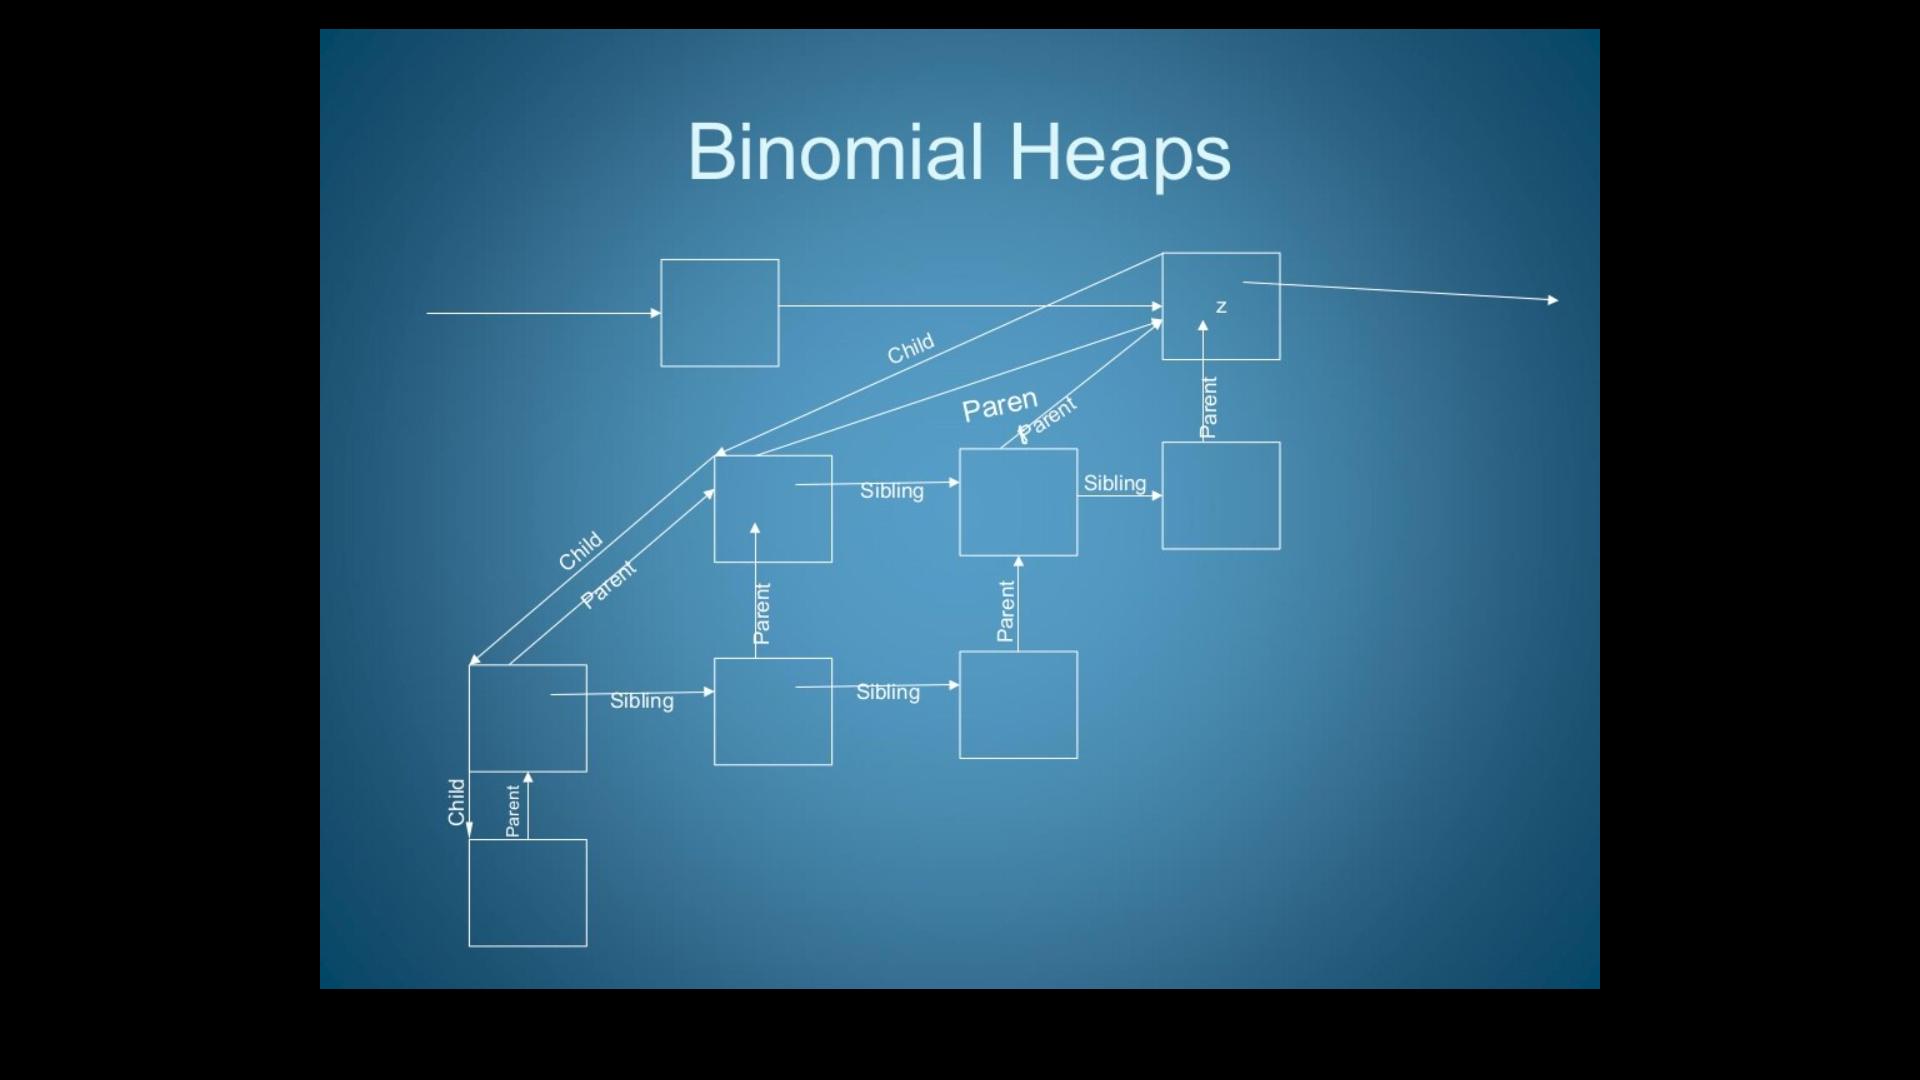 Binomial Heaps
z
Child
Paren
t
Parent
Parent
Sibling
Sibling
Child
Parent
Parent
Parent
Sibling
Sibling
Child
Parent